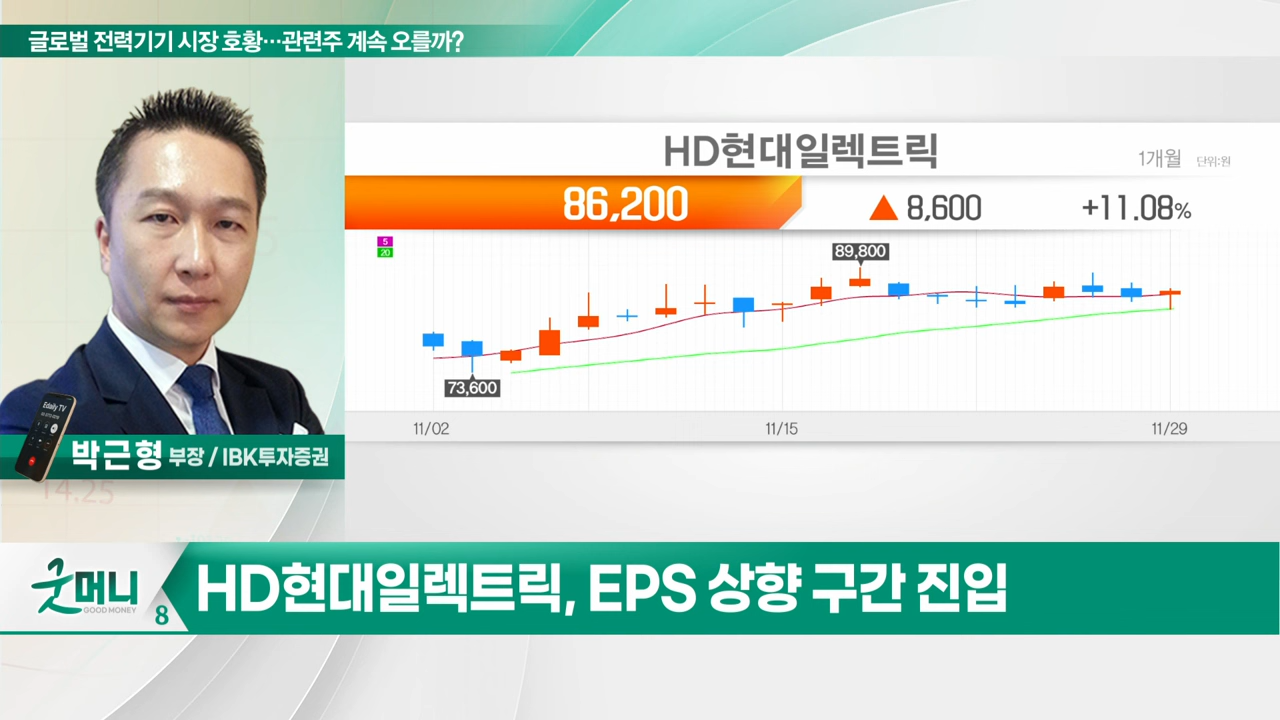 글로벌 전력기기 시장 호황…관련주 계속 오를까?
HD현대일렉트릭
1개월 단위:원
86,200 ▲ 8,600 +11.08%
5
20
89,800
73,600
11/02 11/15 11/29
Edaily TV
박근형 부장 / IBK투자증권
14.25
굿머니
GOOD MONEY
8
HD현대일렉트릭, EPS 상향 구간 진입